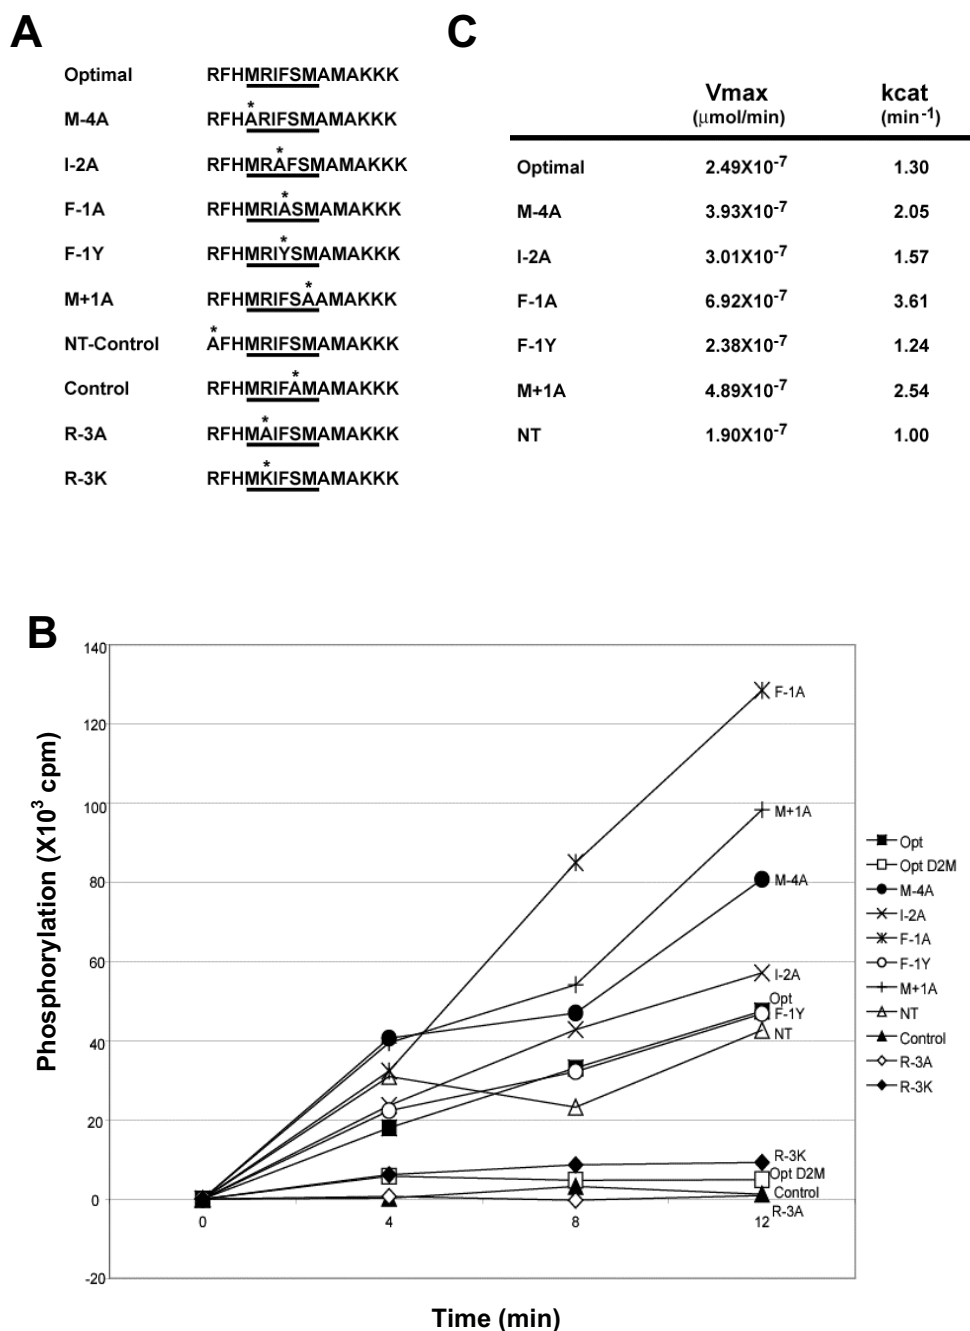 A
Optimal RFHMRIFSMAMAKKK
*
M-4A RFHARIFSMAMAKKK
*
I-2A RFHMRAFSMAMAKKK
*
F-1A RFHMRIASMAMAKKK
*
F-1Y RFHMRIYSMAMAKKK
*
M+1A RFHMRIFSAAMAKKK
*
NT-Control AFHMRIFSMAMAKKK
*
Control RFHMRIFAMAMAKKK
*
R-3A RFHMAIFSMAMAKKK
*
R-3K RFHMKIFSMAMAKKK
C
Vmax kcat
(μmol/min) (min⁻¹)
Optimal 2.49X10⁻⁷ 1.30
M-4A 3.93X10⁻⁷ 2.05
I-2A 3.01X10⁻⁷ 1.57
F-1A 6.92X10⁻⁷ 3.61
F-1Y 2.38X10⁻⁷ 1.24
M+1A 4.89X10⁻⁷ 2.54
NT 1.90X10⁻⁷ 1.00
B
Phosphorylation (X10³ cpm)
140
120
100
80
60
40
20
0
-20
0 4 8 12
Time (min)
F-1A
M+1A
M-4A
I-2A
Opt
F-1Y
NT
R-3K
Opt D2M
Control
R-3A
Opt
Opt D2M
M-4A
I-2A
F-1A
F-1Y
M+1A
NT
Control
R-3A
R-3K